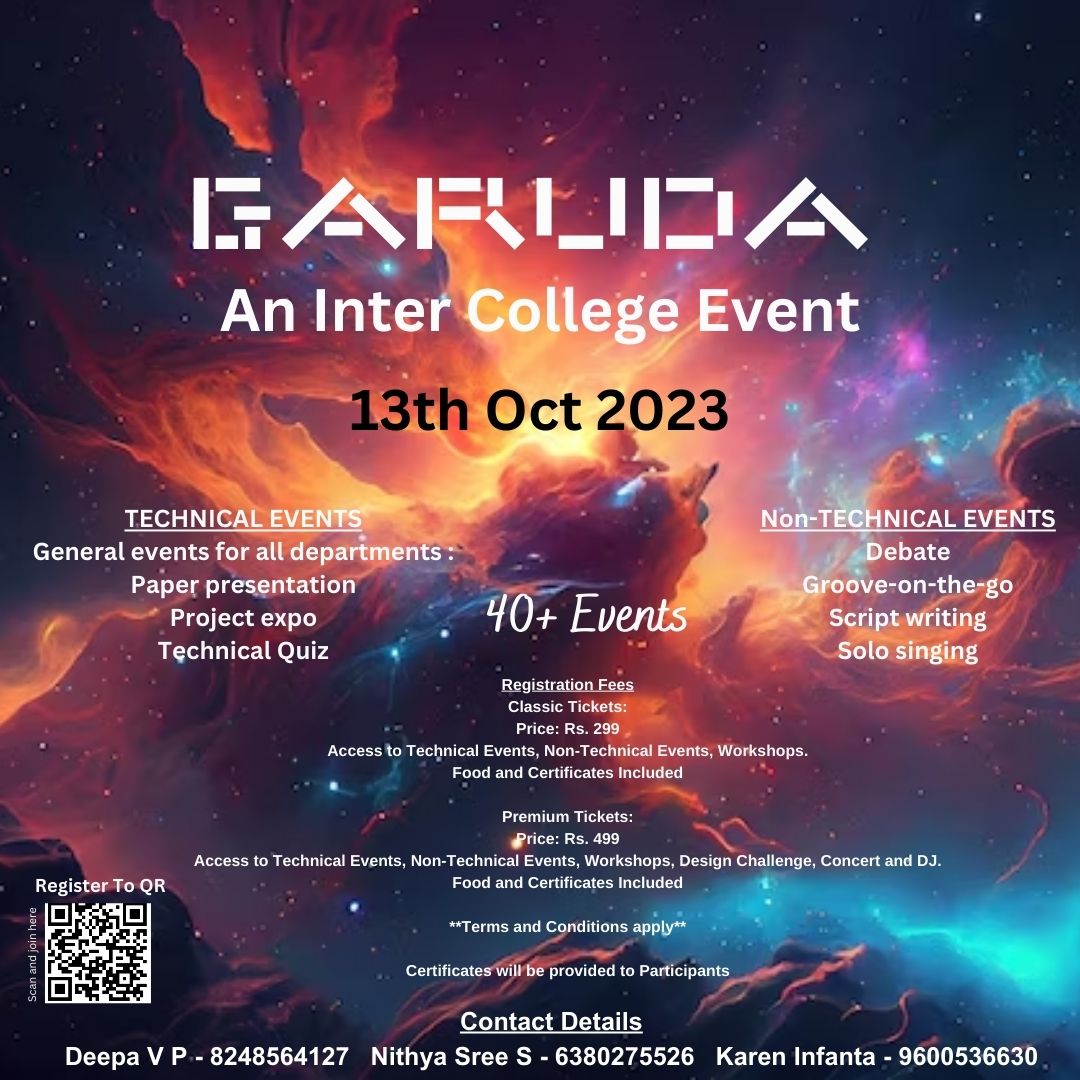 GARUDA
An Inter College Event
13th Oct 2023
TECHNICAL EVENTS
General events for all departments :
Paper presentation
Project expo
Technical Quiz
Non-TECHNICAL EVENTS
Debate
Groove-on-the-go
Script writing
Solo singing
40+ Events
Registration Fees
Classic Tickets:
Price: Rs. 299
Access to Technical Events, Non-Technical Events, Workshops.
Food and Certificates Included
Premium Tickets:
Price: Rs. 499
Access to Technical Events, Non-Technical Events, Workshops, Design Challenge, Concert and DJ.
Food and Certificates Included
**Terms and Conditions apply**
Certificates will be provided to Participants
Register To QR
Scan and join here
Contact Details
Deepa V P - 8248564127 Nithya Sree S - 6380275526 Karen Infanta - 9600536630